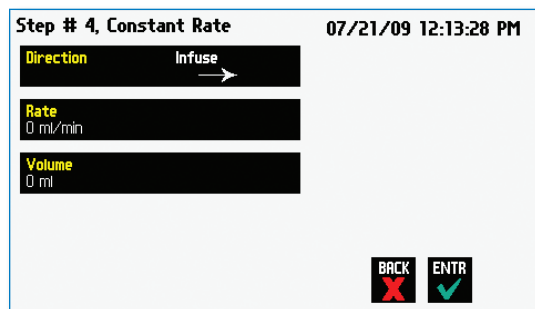 Step # 4, Constant Rate
07/21/09 12:13:28 PM
Direction Infuse
Rate
0 ml/min
Volume
0 ml
BACK ENTR